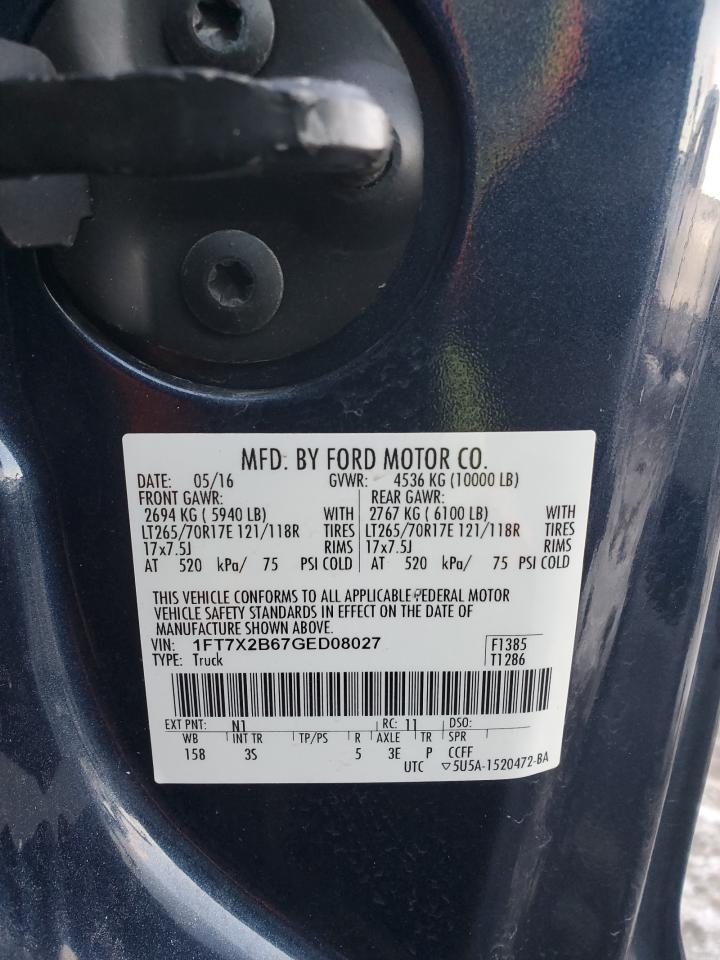 MFD. BY FORD MOTOR CO.
DATE: 05/16 GVWR: 4536 KG (10000 LB)
FRONT GAWR: REAR GAWR:
2694 KG ( 5940 LB) WITH 2767 KG ( 6100 LB) WITH
LT265/70R17E 121/118R TIRES LT265/70R17E 121/118R TIRES
17x7.5J RIMS 17x7.5J RIMS
AT 520 kPa/ 75 PSI COLD AT 520 kPa/ 75 PSI COLD
THIS VEHICLE CONFORMS TO ALL APPLICABLE FEDERAL MOTOR
VEHICLE SAFETY STANDARDS IN EFFECT ON THE DATE OF
MANUFACTURE SHOWN ABOVE.
VIN: 1FT7X2B67GED08027 F1385
TYPE: Truck T1286
EXT PNT: N1 RC: 11 DSO:
WB INT TR TP/PS R AXLE TR SPR
158 3S 5 3E P CCFF
UTC ▽5U5A-1520472-BA